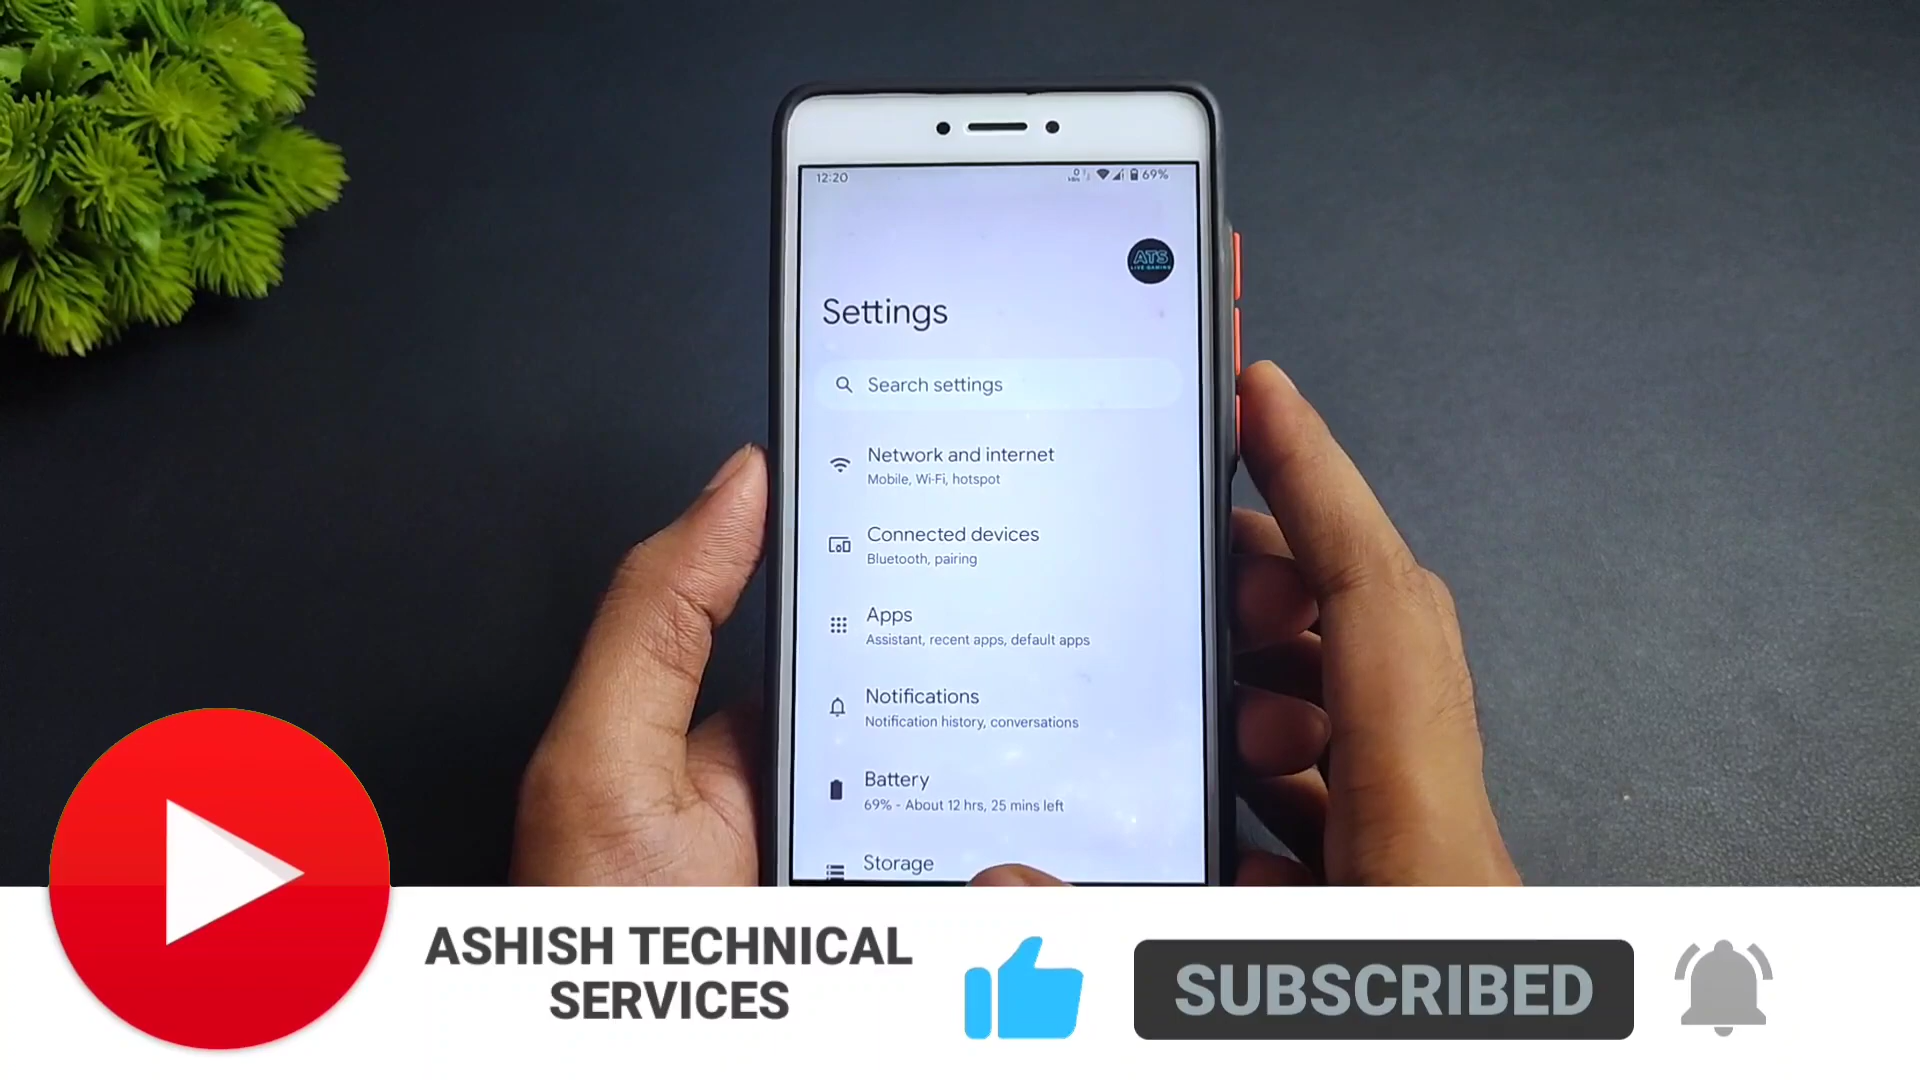 12:20
69%
ATS
LIVE GAMING
Settings
Search settings
Network and internet
Mobile, Wi-Fi, hotspot
Connected devices
Bluetooth, pairing
Apps
Assistant, recent apps, default apps
Notifications
Notification history, conversations
Battery
69% - About 12 hrs, 25 mins left
Storage
ASHISH TECHNICAL
SERVICES
SUBSCRIBED